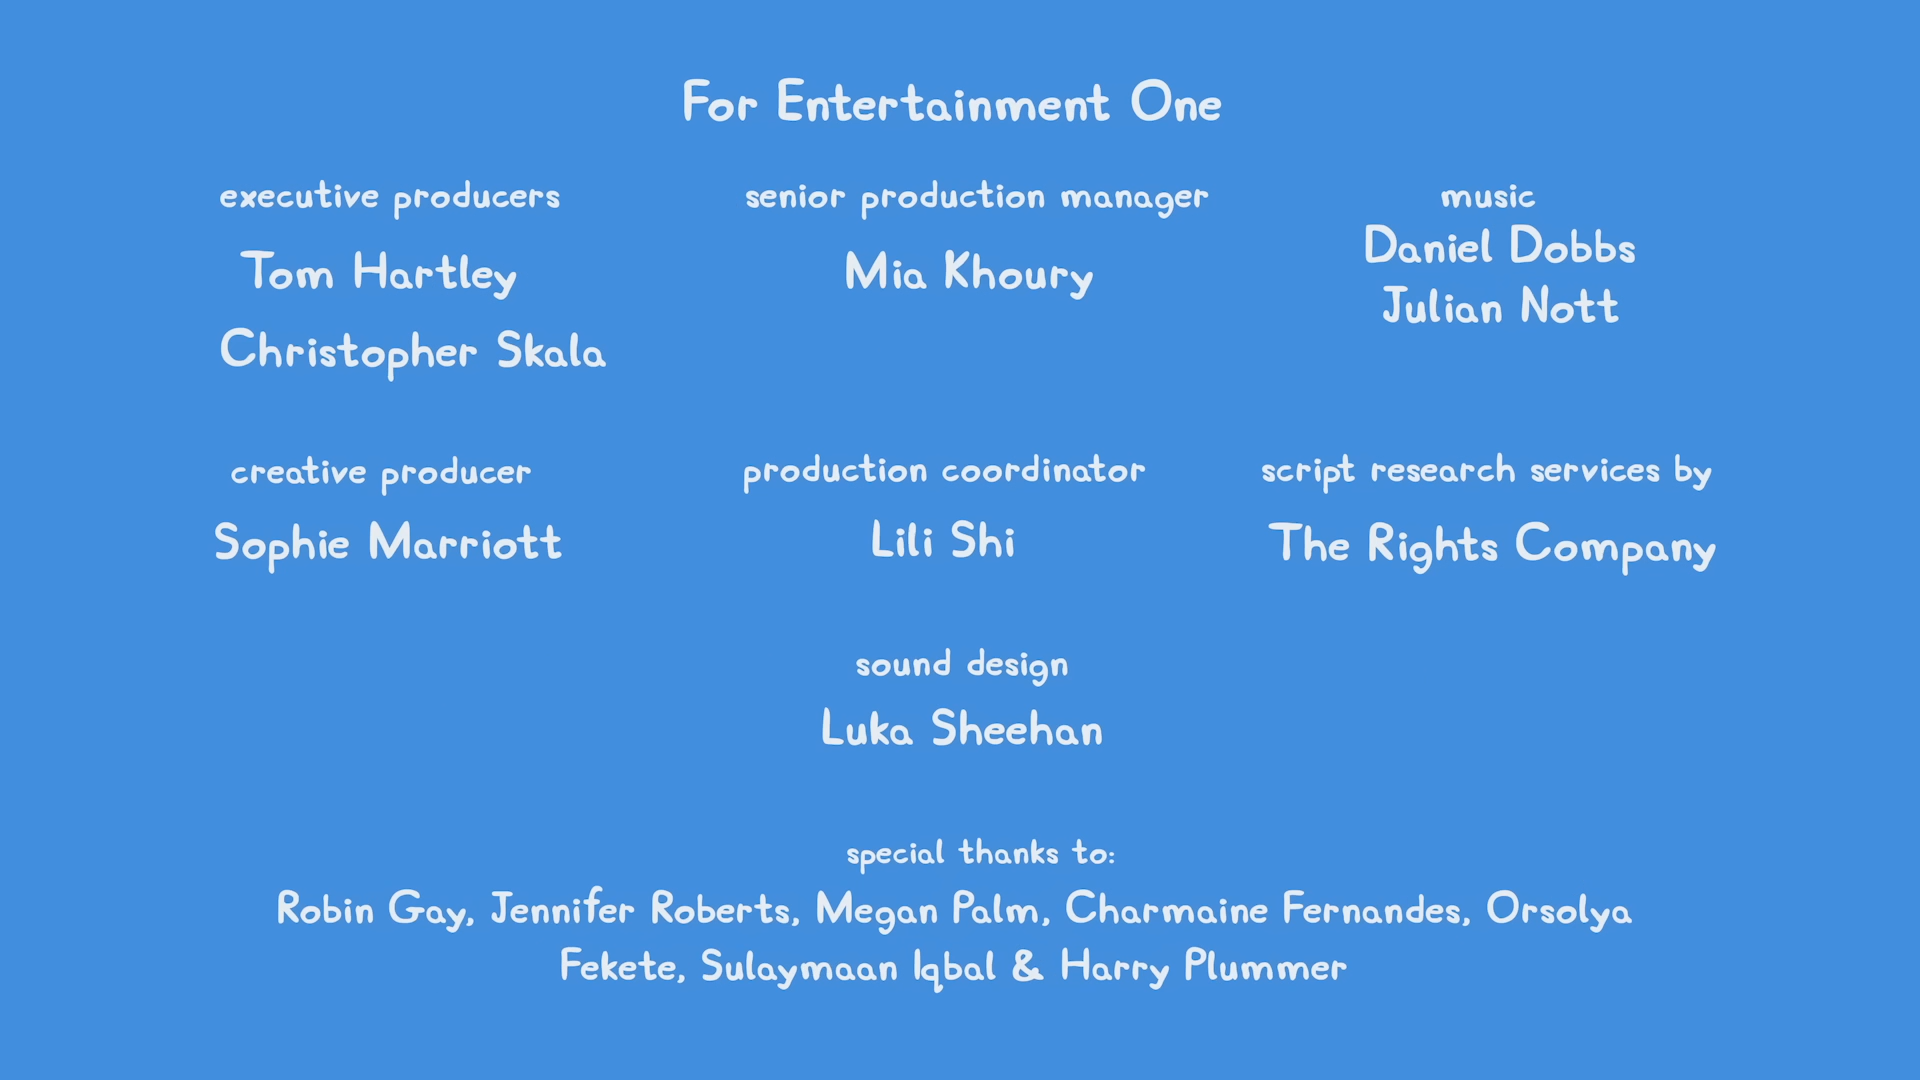 For Entertainment One
executive producers
Tom Hartley
Christopher Skala
senior production manager
Mia Khoury
music
Daniel Dobbs
Julian Nott
creative producer
Sophie Marriott
production coordinator
Lili Shi
script research services by
The Rights Company
sound design
Luka Sheehan
special thanks to:
Robin Gay, Jennifer Roberts, Megan Palm, Charmaine Fernandes, Orsolya
Fekete, Sulaymaan Iqbal & Harry Plummer